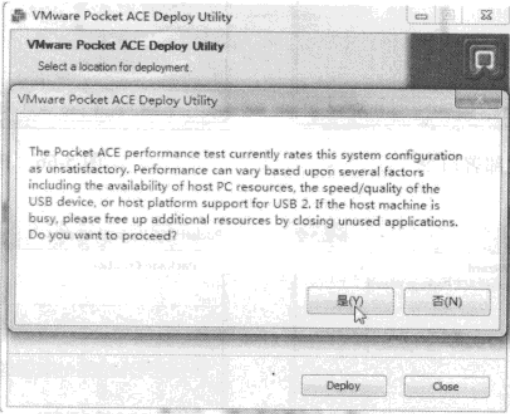 VMware Pocket ACE Deploy Utility
VMware Pocket ACE Deploy Utility
Select a location for deployment.
VMware Pocket ACE Deploy Utility
The Pocket ACE performance test currently rates this system configuration
as unsatisfactory. Performance can vary based upon several factors
including the availability of host PC resources, the speed/quality of the
USB device, or host platform support for USB 2. If the host machine is
busy, please free up additional resources by closing unused applications.
Do you want to proceed?
是(Y) 否(N)
Deploy Close